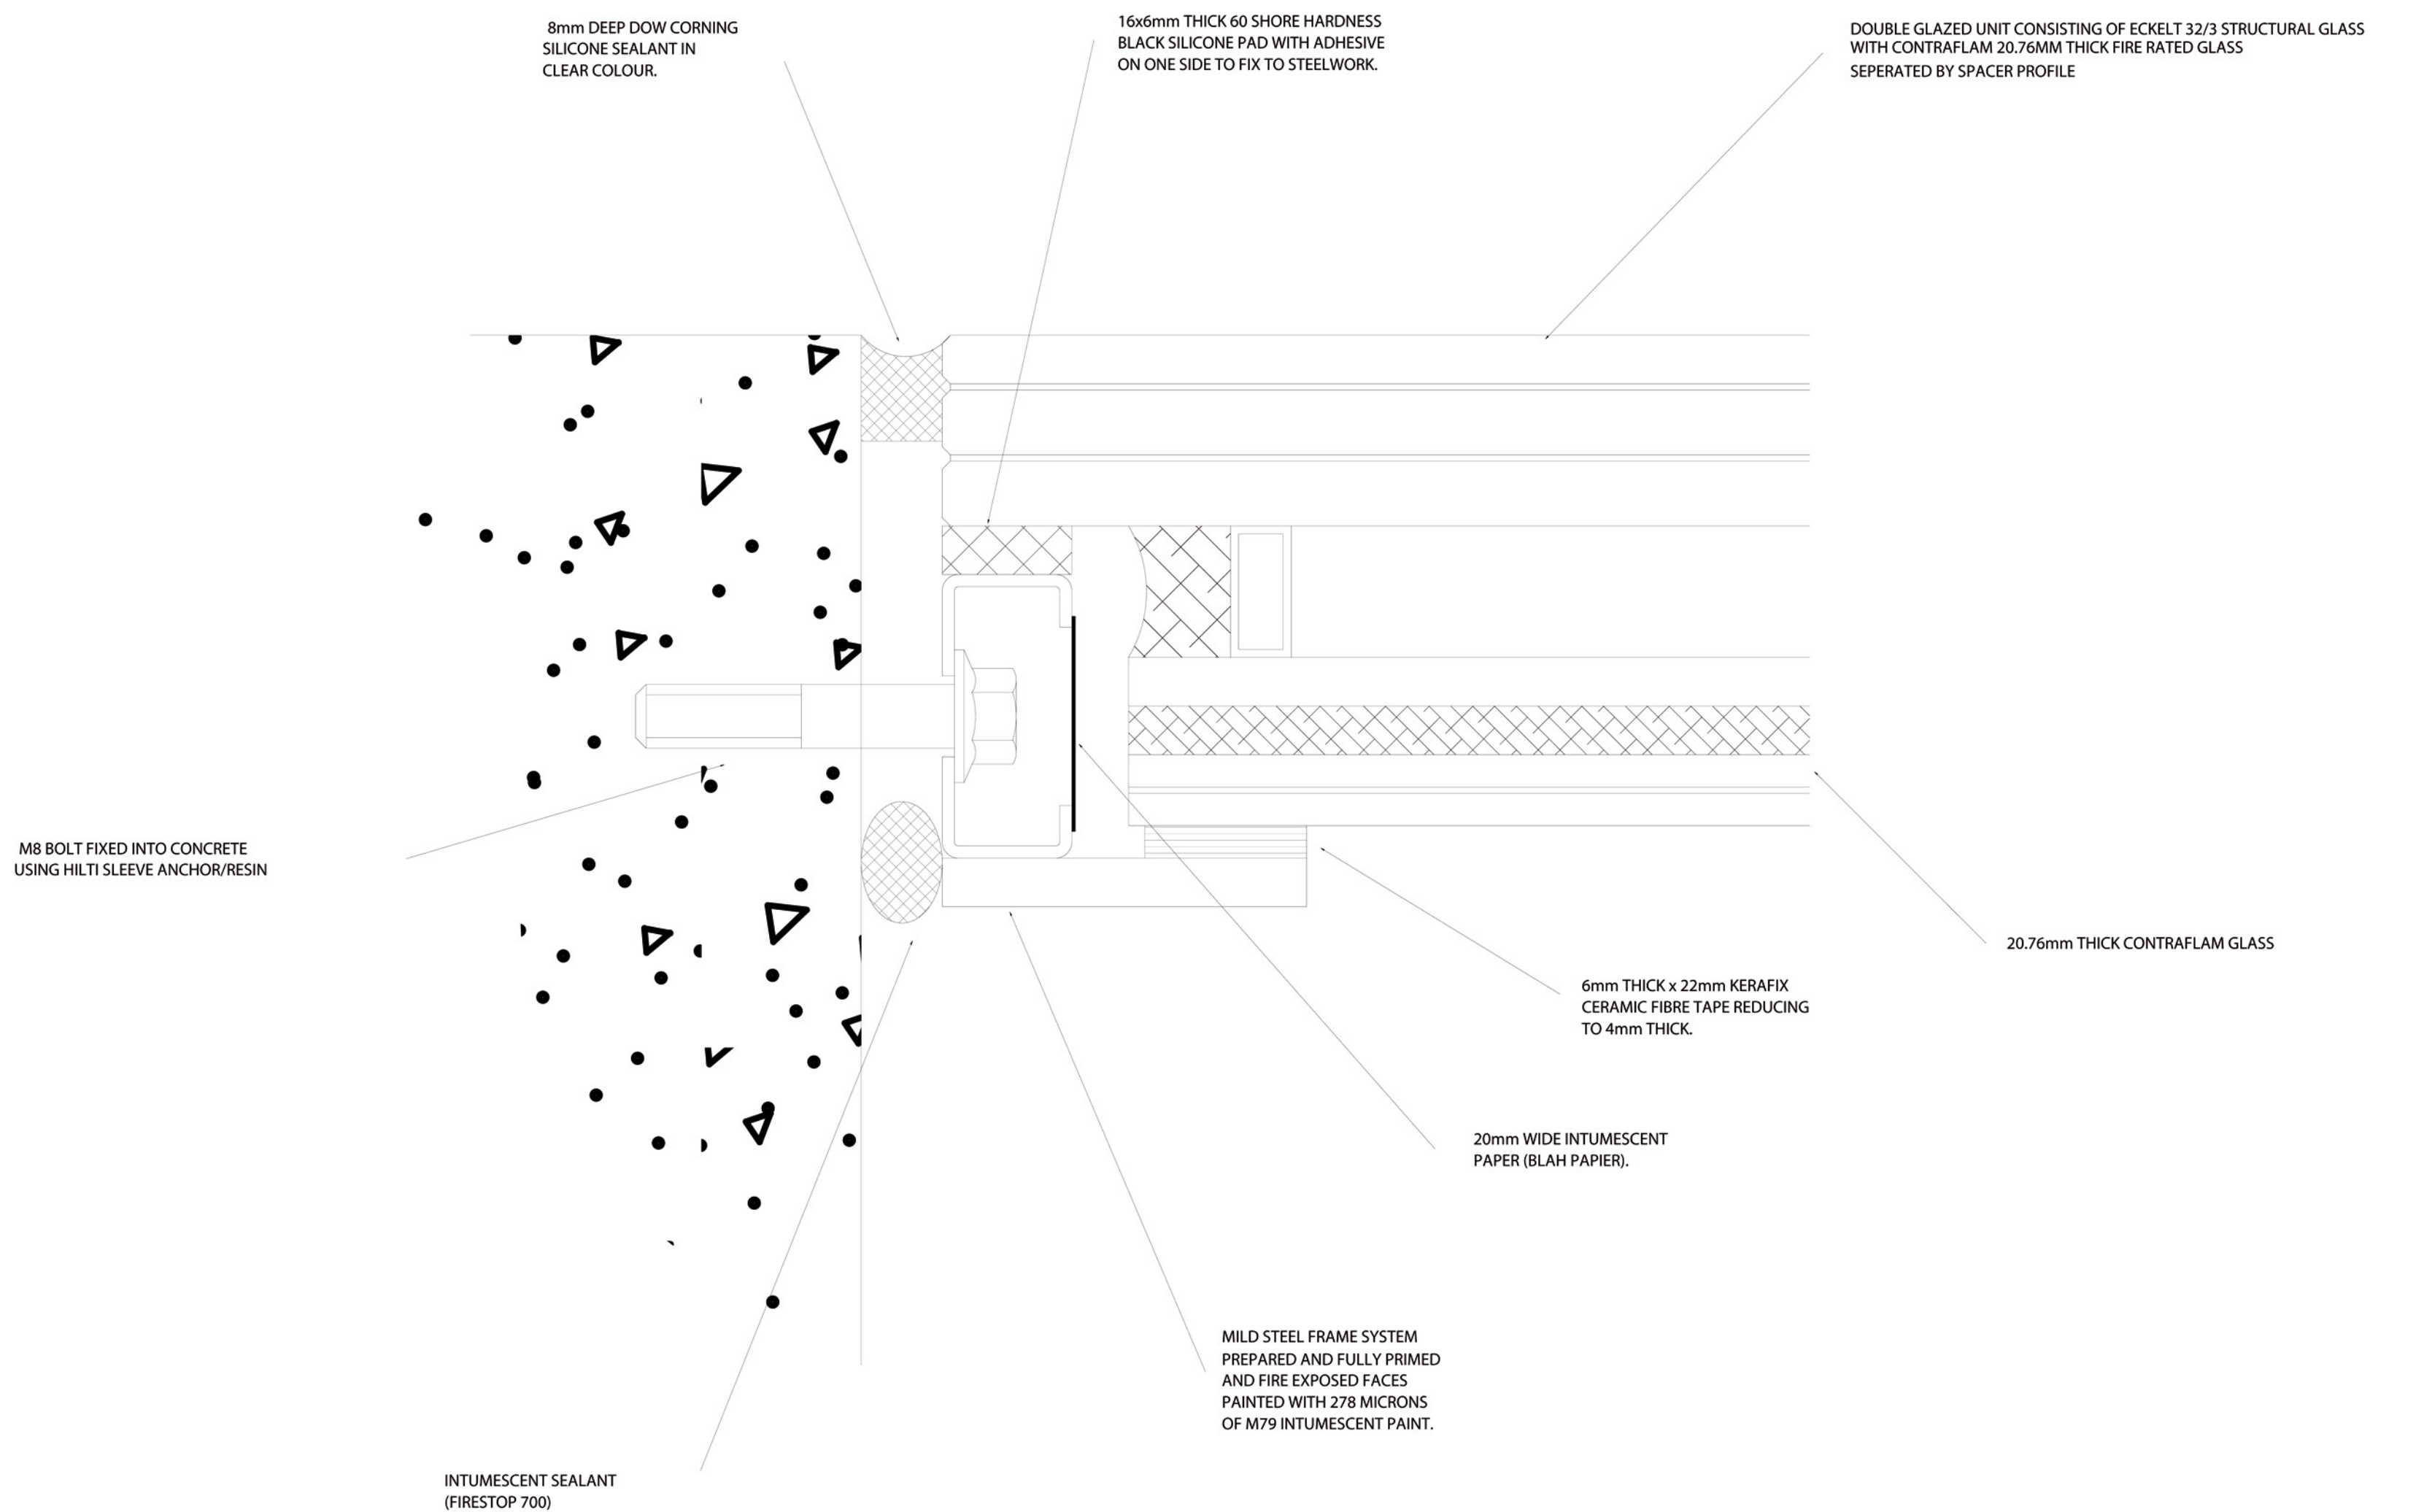 8mm DEEP DOW CORNING
SILICONE SEALANT IN
CLEAR COLOUR.
16x6mm THICK 60 SHORE HARDNESS
BLACK SILICONE PAD WITH ADHESIVE
ON ONE SIDE TO FIX TO STEELWORK.
DOUBLE GLAZED UNIT CONSISTING OF ECKELT 32/3 STRUCTURAL GLASS
WITH CONTRAFLAM 20.76MM THICK FIRE RATED GLASS
SEPERATED BY SPACER PROFILE
M8 BOLT FIXED INTO CONCRETE
USING HILTI SLEEVE ANCHOR/RESIN
20.76mm THICK CONTRAFLAM GLASS
6mm THICK x 22mm KERAFIX
CERAMIC FIBRE TAPE REDUCING
TO 4mm THICK.
20mm WIDE INTUMESCENT
PAPER (BLAH PAPIER).
MILD STEEL FRAME SYSTEM
PREPARED AND FULLY PRIMED
AND FIRE EXPOSED FACES
PAINTED WITH 278 MICRONS
OF M79 INTUMESCENT PAINT.
INTUMESCENT SEALANT
(FIRESTOP 700)